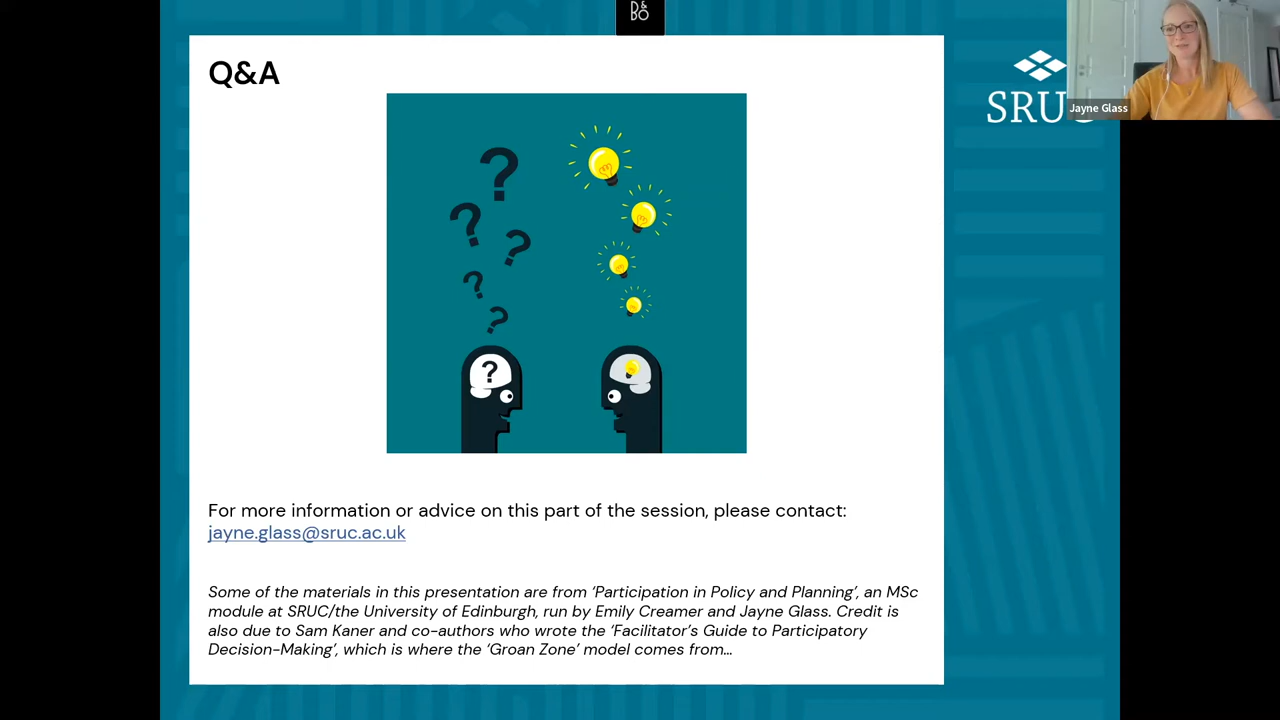 D&
BO
Q&A
SRUC
Jayne Glass
? ? ? ? ?
?
For more information or advice on this part of the session, please contact:
jayne.glass@sruc.ac.uk
Some of the materials in this presentation are from ‘Participation in Policy and Planning’, an MSc
module at SRUC/the University of Edinburgh, run by Emily Creamer and Jayne Glass. Credit is
also due to Sam Kaner and co-authors who wrote the ‘Facilitator’s Guide to Participatory
Decision-Making’, which is where the ‘Groan Zone’ model comes from...